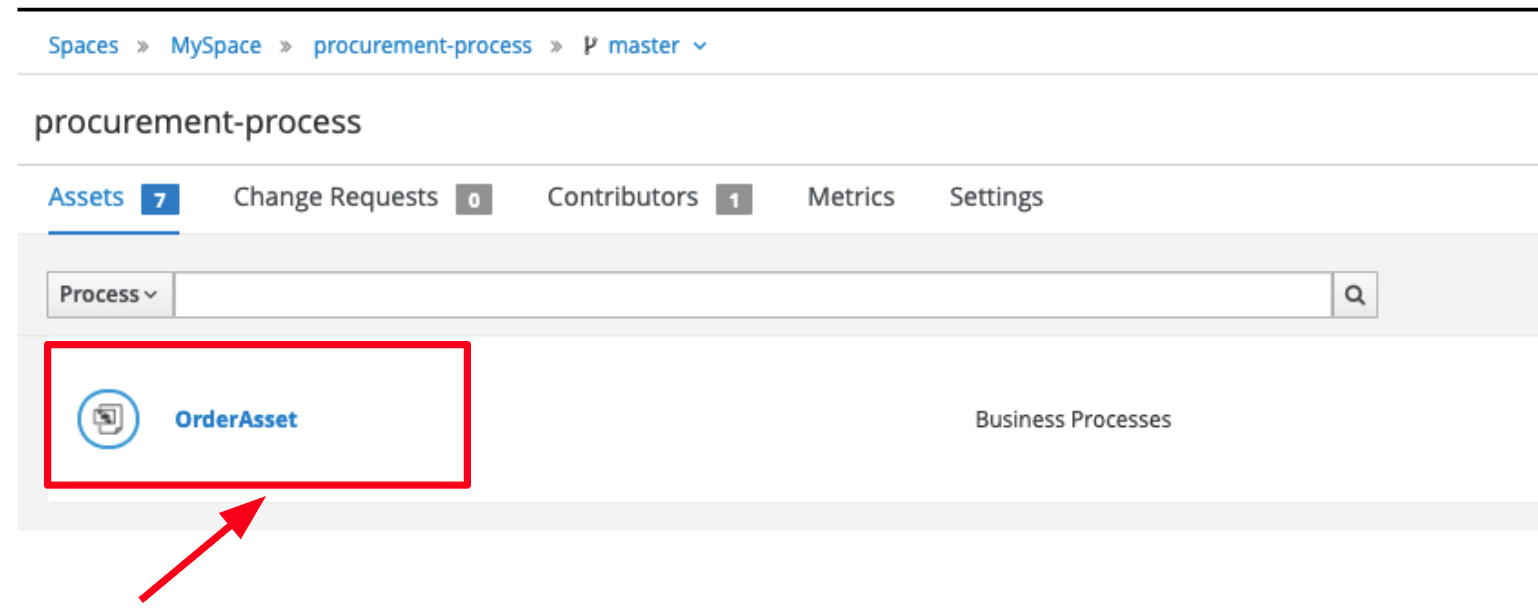 Spaces » MySpace » procurement-process » master
procurement-process
Assets 7 Change Requests 0 Contributors 1 Metrics Settings
Process
OrderAsset Business Processes